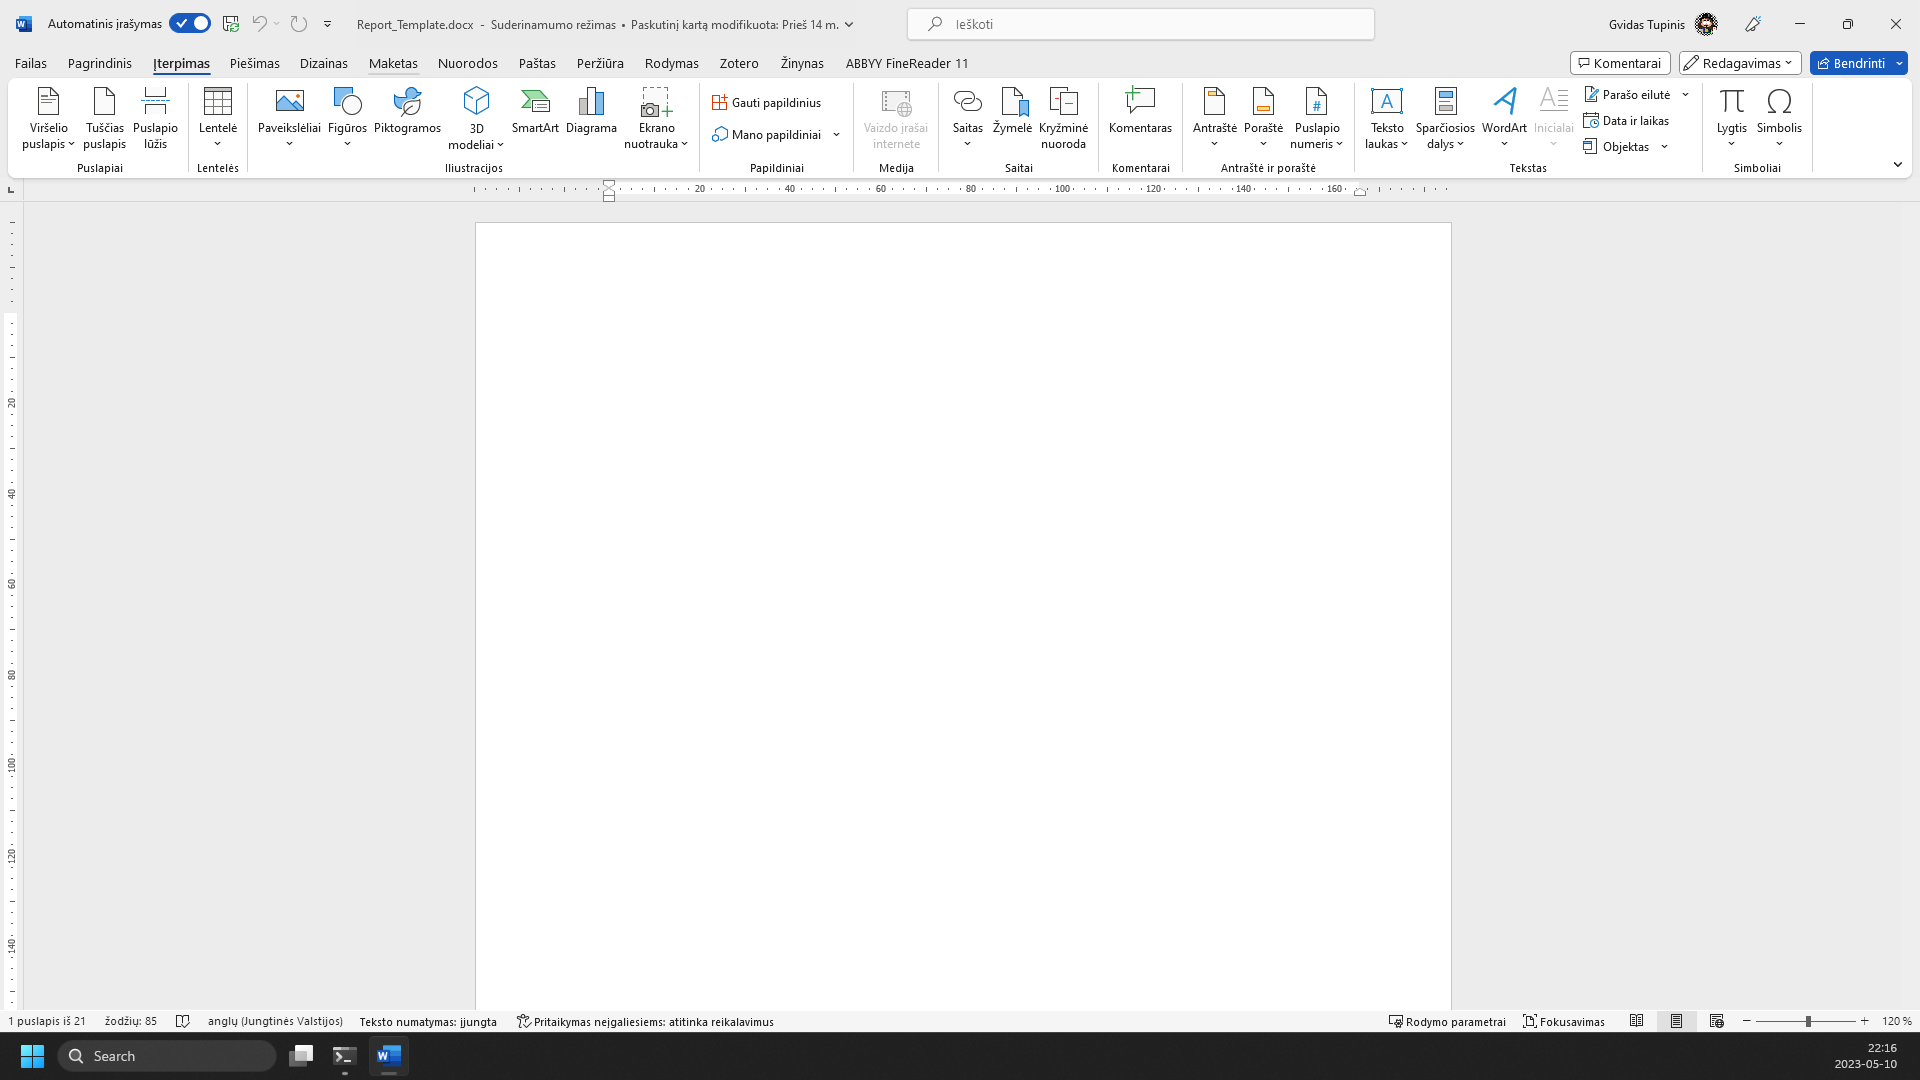 Automatinis įrašymas
Report_Template.docx - Suderinamumo režimas • Paskutinį kartą modifikuota: Prieš 14 m.
Ieškoti
Gvidas Tupinis
Failas Pagrindinis Įterpimas Piešimas Dizainas Maketas Nuorodos Paštas Peržiūra Rodymas Zotero Žinynas ABBYY FineReader 11
Komentarai Redagavimas Bendrinti
Viršelio puslapis
Tuščias puslapis
Puslapio lūžis
Puslapiai
Lentelė
Lentelės
Paveikslėliai
Figūros
Piktogramos
3D modeliai
SmartArt
Diagrama
Ekrano nuotrauka
Iliustracijos
Gauti papildinius
Mano papildiniai
Papildiniai
Vaizdo įrašai internete
Medija
Saitas
Žymelė
Kryžminė nuoroda
Saitai
Komentaras
Komentarai
Antraštė
Poraštė
Puslapio numeris
Antraštė ir poraštė
Teksto laukas
Sparčiosios dalys
WordArt
Inicialai
Parašo eilutė
Data ir laikas
Objektas
Tekstas
Lygtis
Simbolis
Simboliai
20 40 60 80 100 120 140 160
20
40
60
80
100
120
140
1 puslapis iš 21 žodžių: 85 anglų (Jungtinės Valstijos) Teksto numatymas: įjungta Pritaikymas neįgaliesiems: atitinka reikalavimus
Rodymo parametrai Fokusavimas 120 %
Search
22:16
2023-05-10